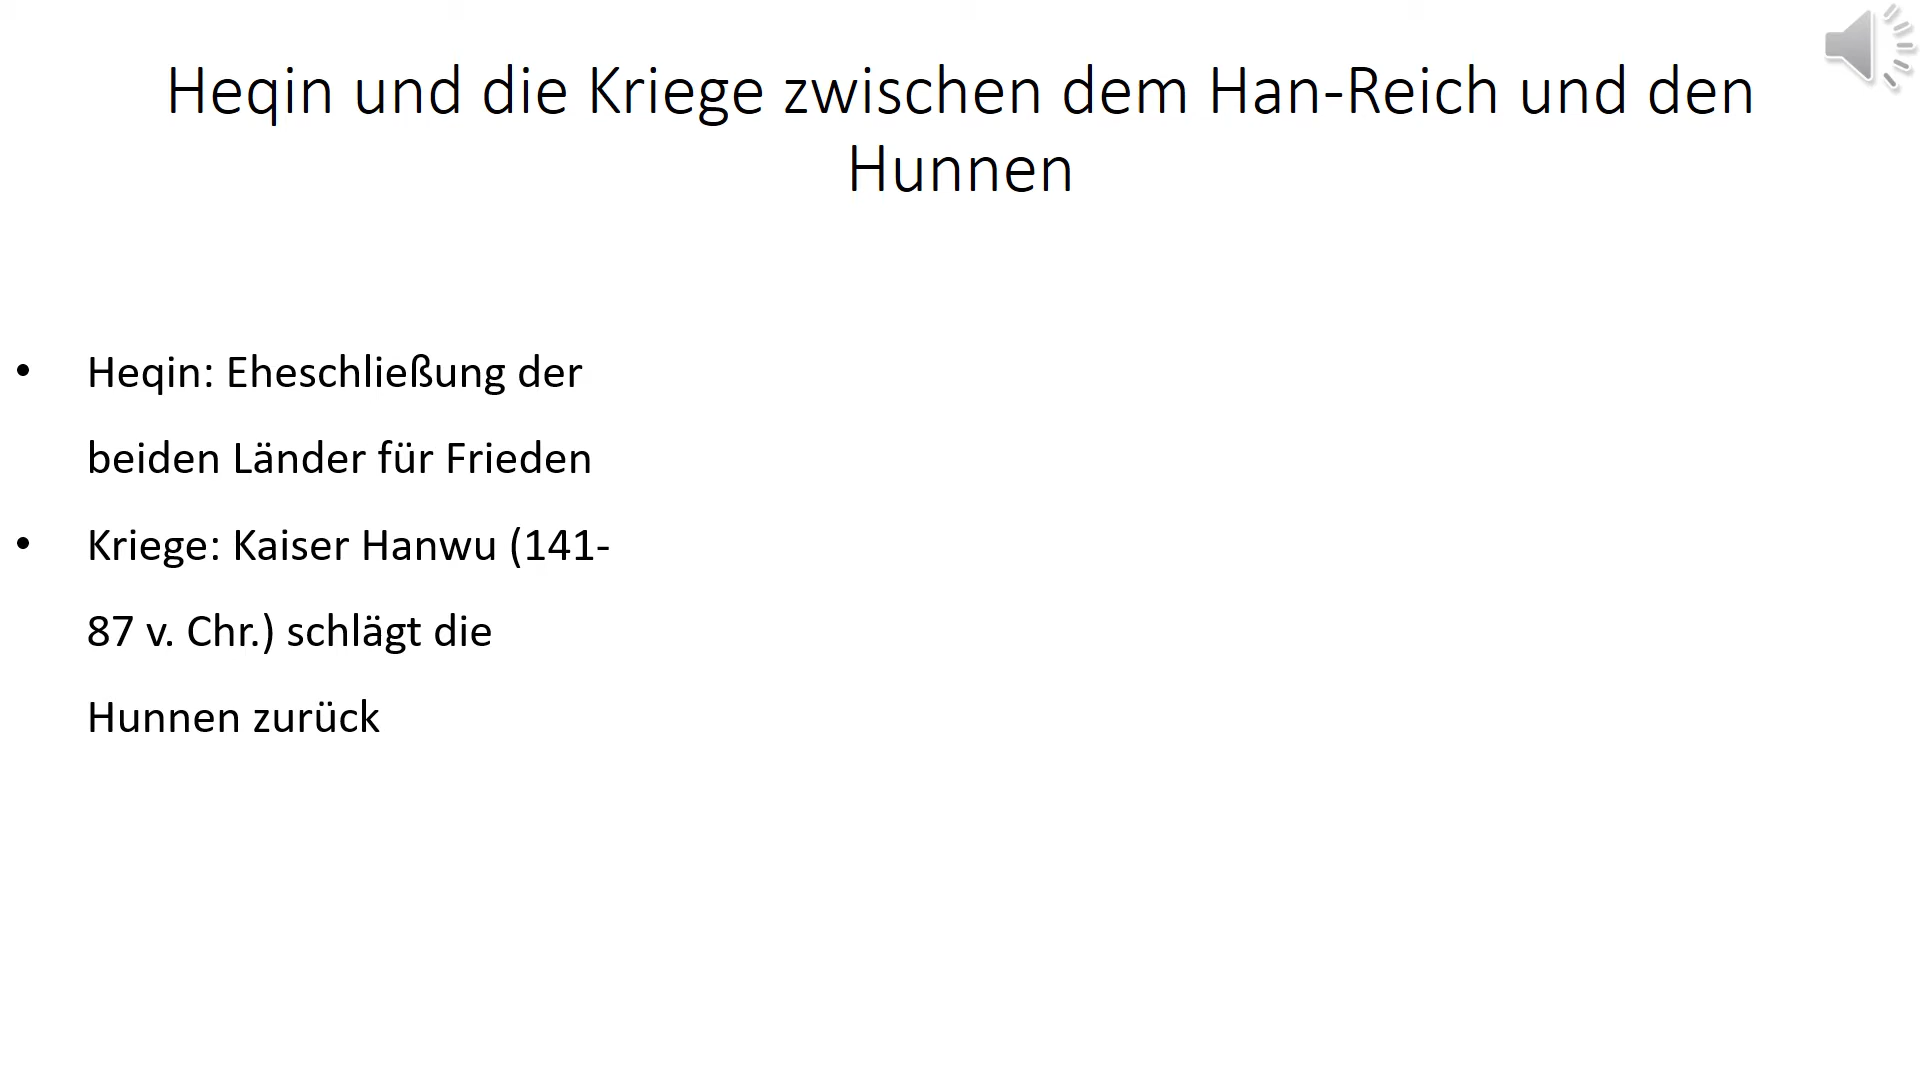 Heqin und die Kriege zwischen dem Han-Reich und den
Hunnen
• Heqin: Eheschließung der
beiden Länder für Frieden
• Kriege: Kaiser Hanwu (141-
87 v. Chr.) schlägt die
Hunnen zurück